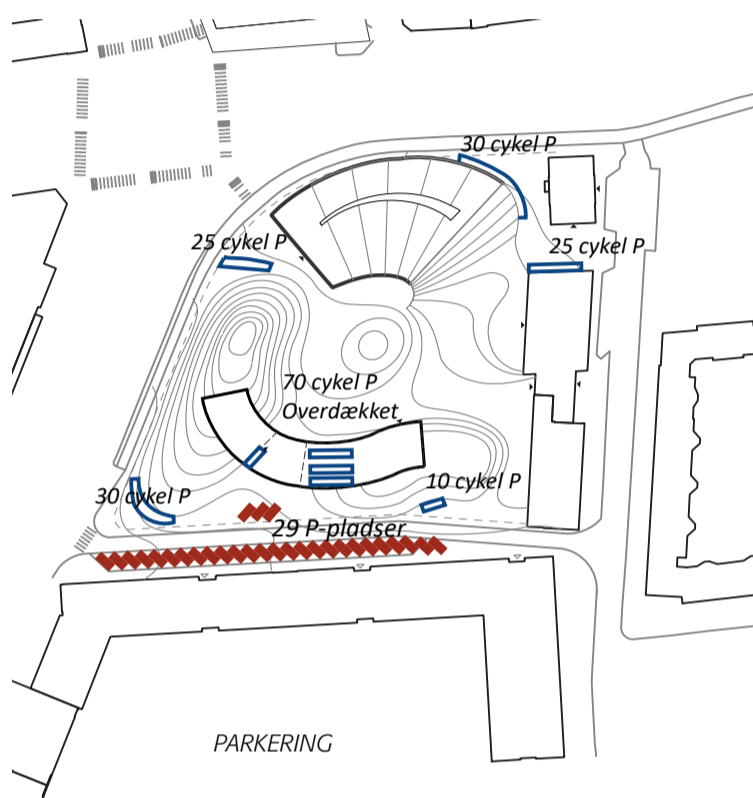 30 cykel P
25 cykel P
25 cykel P
70 cykel P
Overdækket
10 cykel P
30 cykel P
29 P-pladser
PARKERING